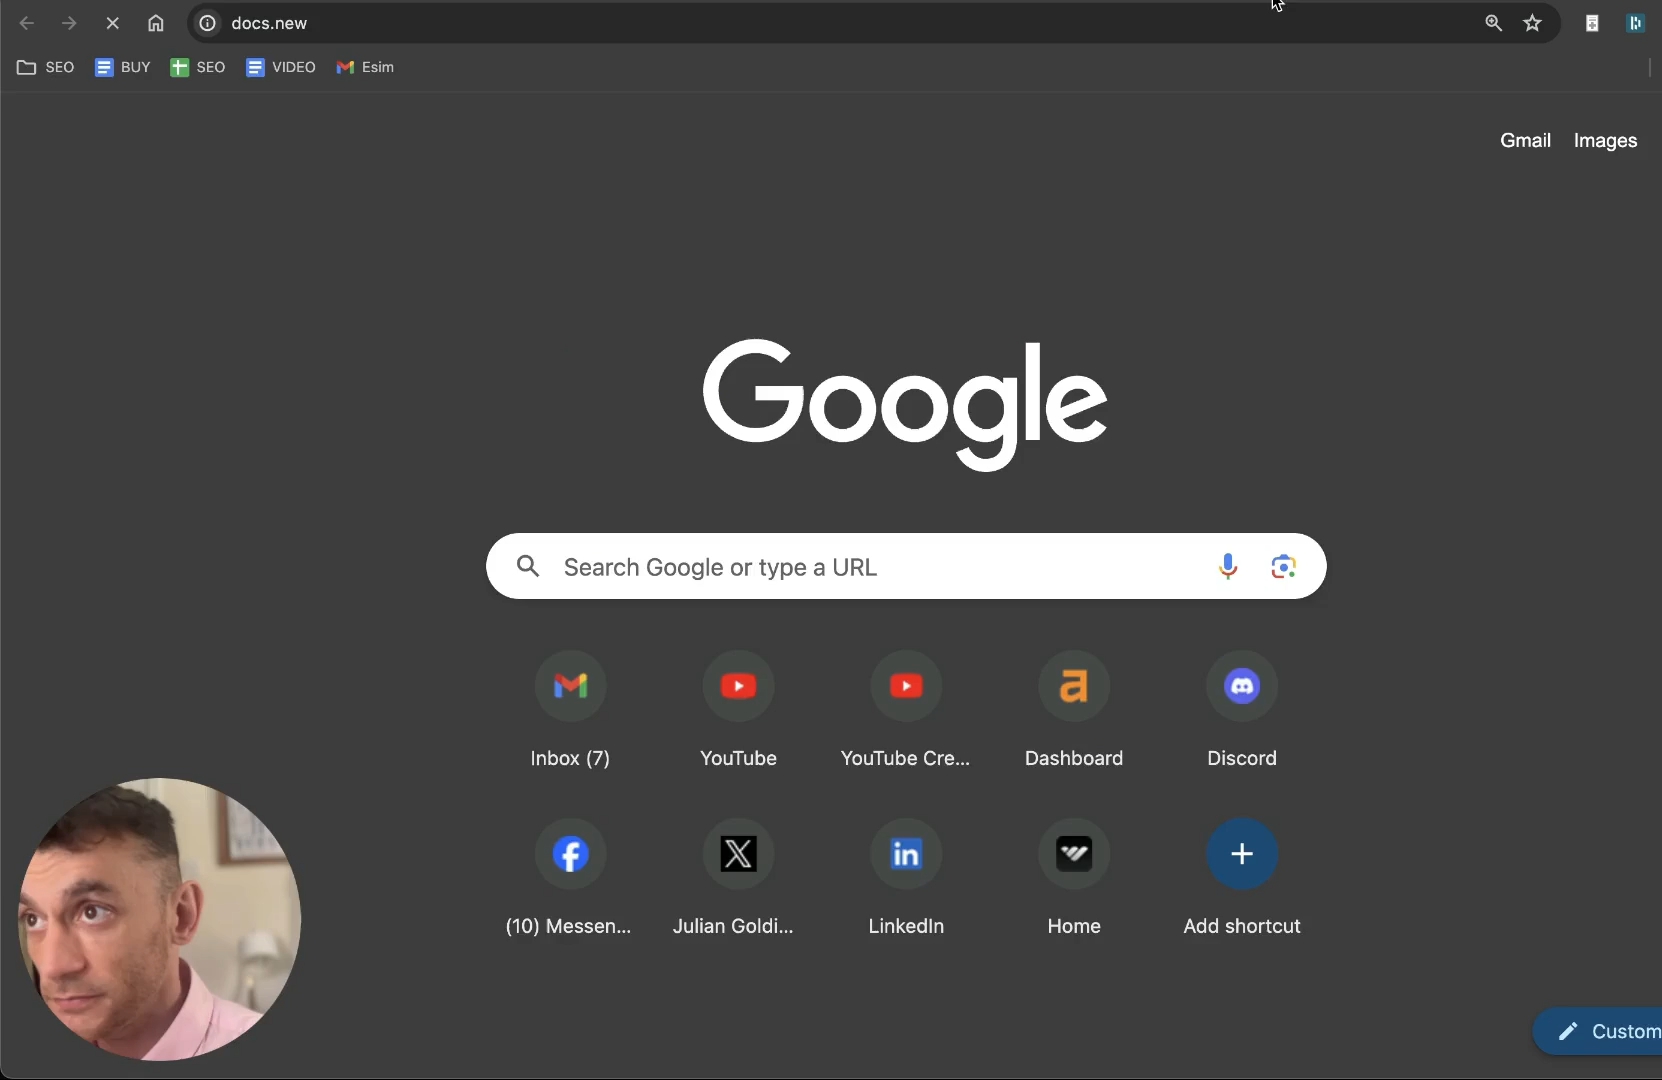 docs.new
SEO BUY SEO VIDEO Esim
Gmail Images
Google
Search Google or type a URL
Inbox (7) YouTube YouTube Cre... Dashboard Discord
(10) Messen... Julian Goldi... LinkedIn Home Add shortcut
Custom